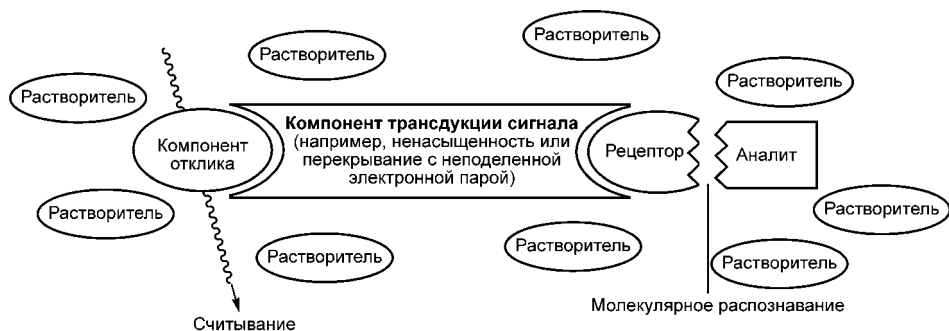 Растворитель
Растворитель
Растворитель
Растворитель
Компонент трансдукции сигнала
(например, ненасыщенность или
перекрывание с неподеленной
электронной парой)
Компонент
отклика
Рецептор
Аналит
Растворитель
Растворитель
Растворитель
Растворитель
Растворитель
Молекулярное распознавание
Считывание